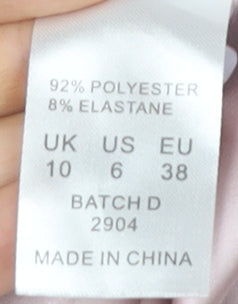 92% POLYESTER
8% ELASTANE
UK US EU
10 6 38
BATCH D
2904
MADE IN CHINA